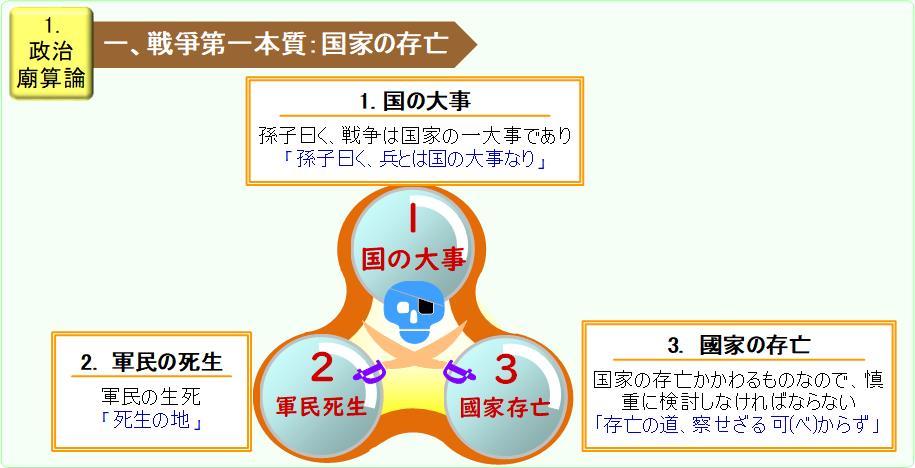 1.
政治
廟算論
一、戦爭第一本質：国家の存亡
1. 国の大事
孫子曰く、戦争は国家の一大事であり
「 孫子曰く、兵とは国の大事なり」
1
国の大事
2. 軍民の死生
軍民の生死
「 死生の地」
2
軍民死生
3
國家存亡
3. 國家の存亡
国家の存亡かかわるものなので、慎
重に検討しなければならない
「存亡の道、察せざる可(べ)からず」